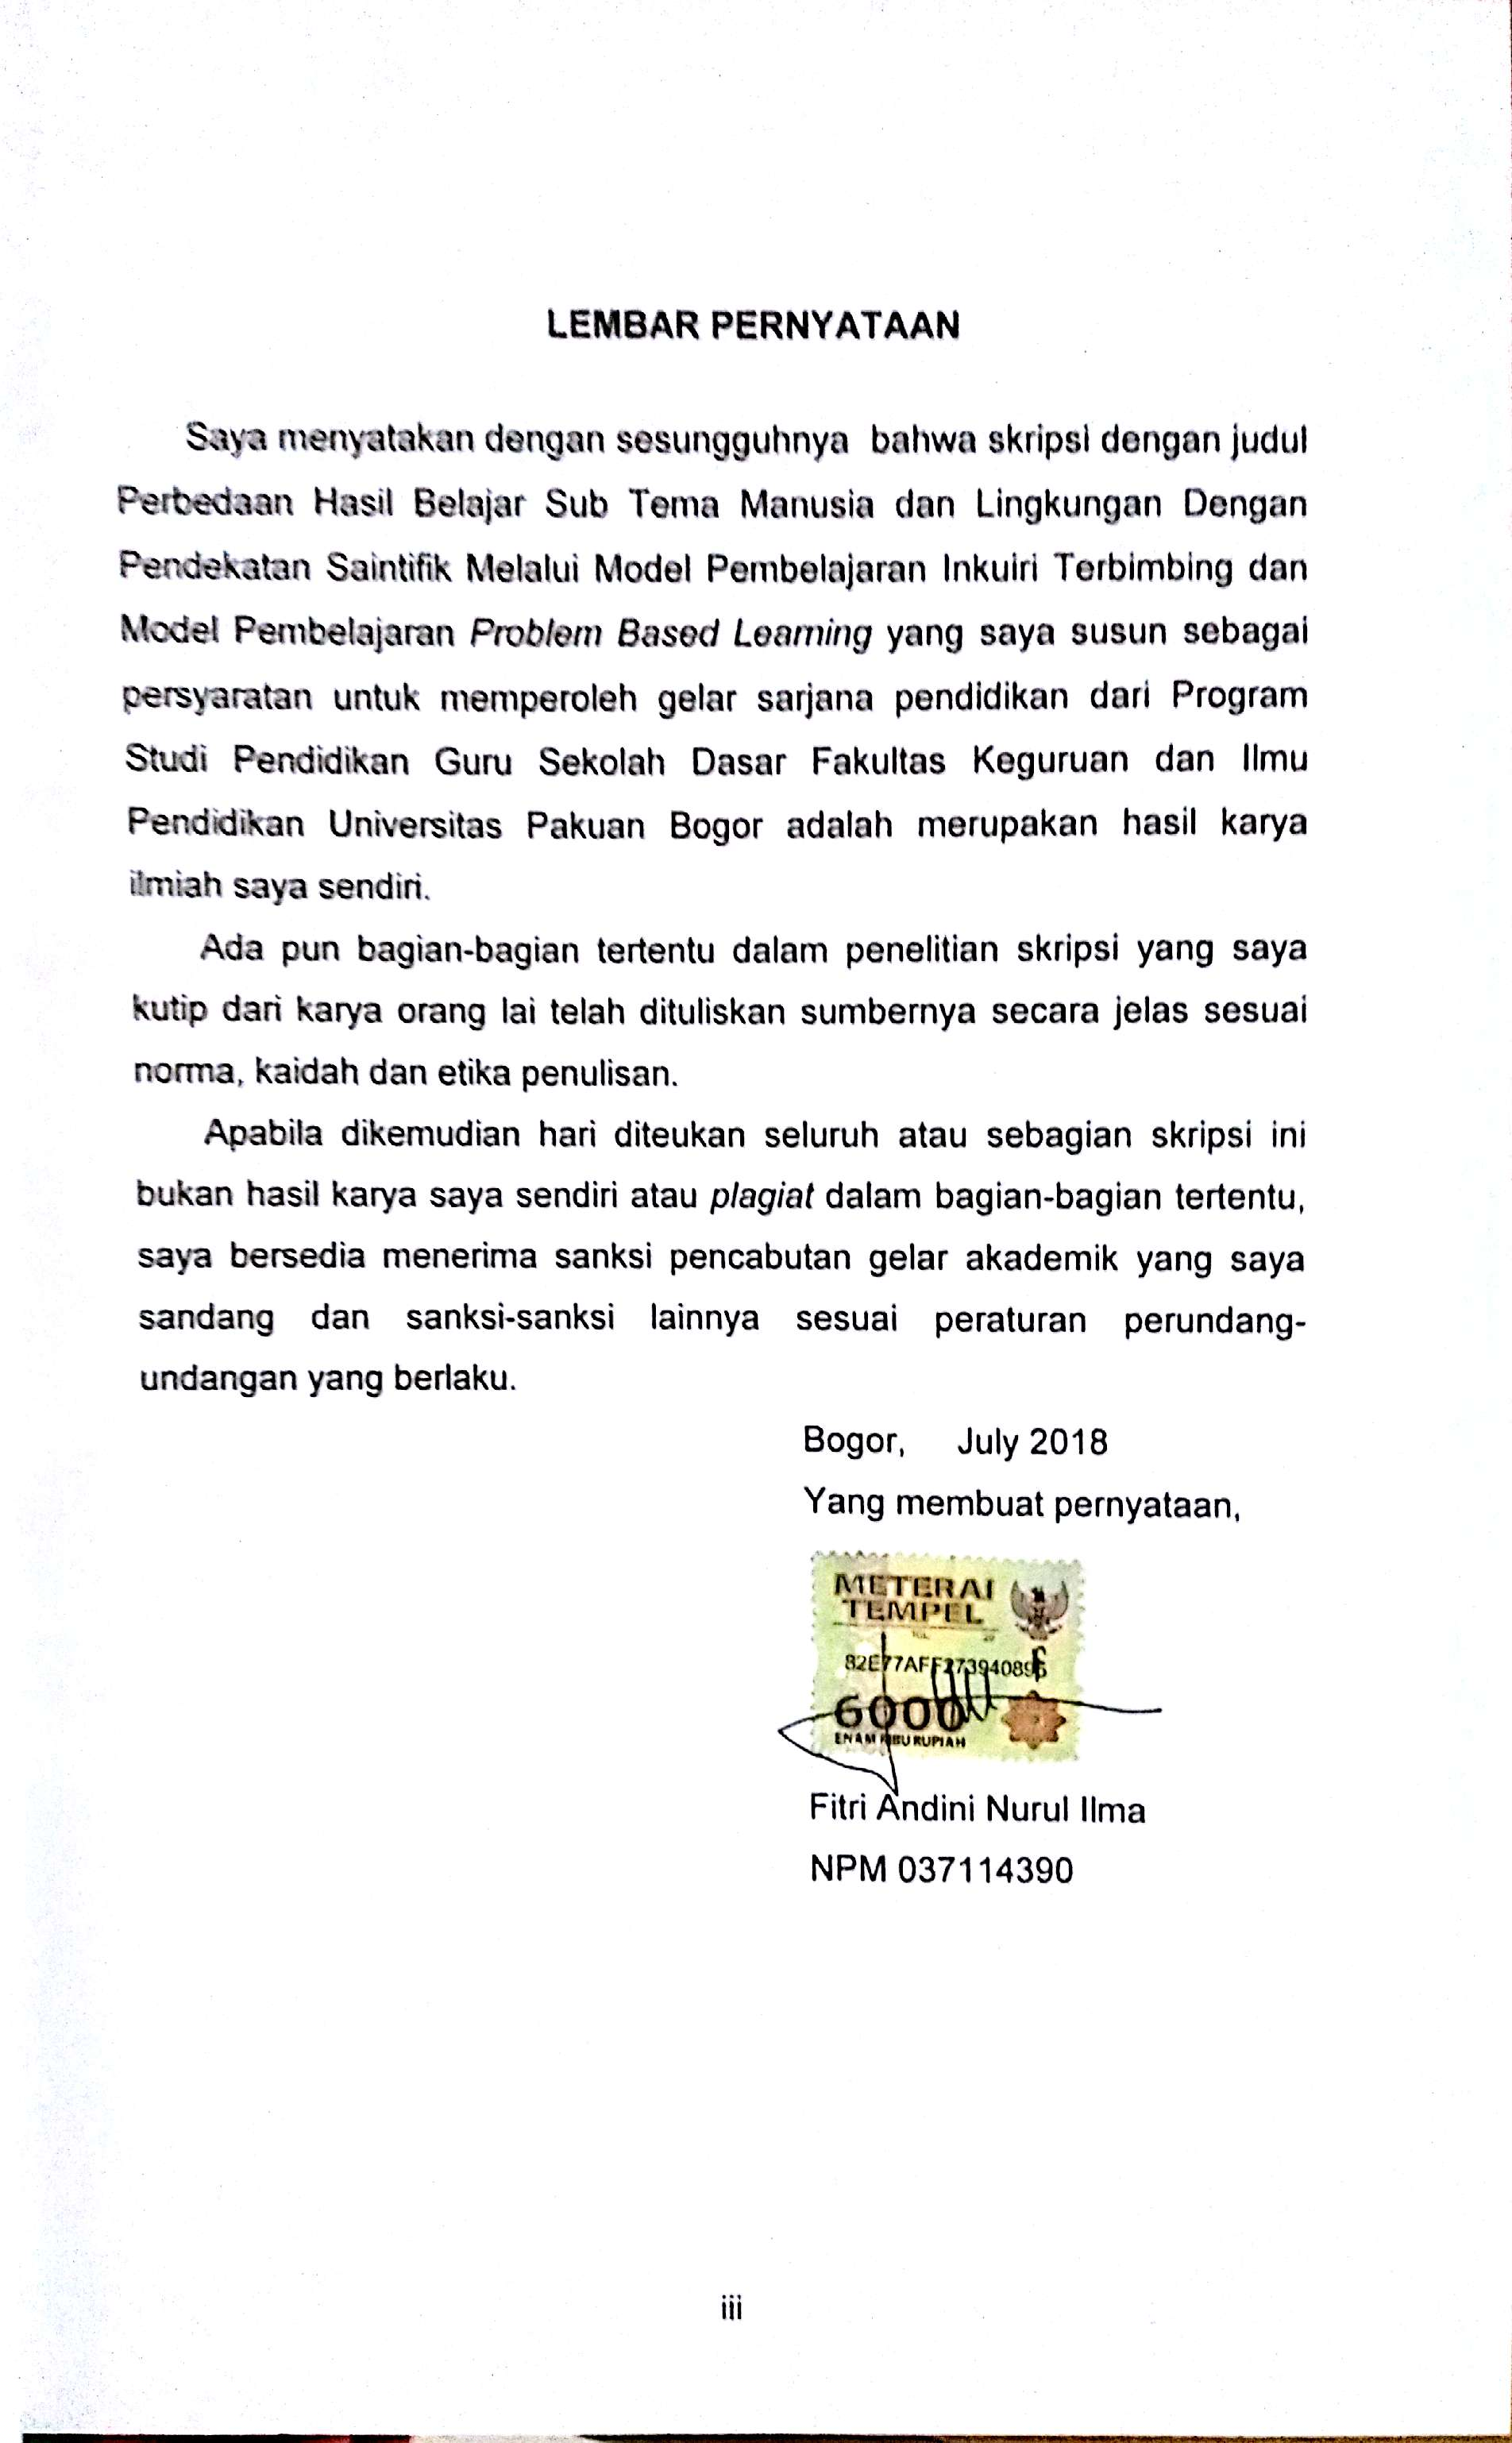 LEMBAR PERNYATAAN
Saya menyatakan dengan sesungguhnya bahwa skripsi dengan judul
Perbedaan Hasil Belajar Sub Tema Manusia dan Lingkungan Dengan
Pendekatan Saintifik Melalui Model Pembelajaran Inkuiri Terbimbing dan
Model Pembelajaran Problem Based Learning yang saya susun sebagai
persyaratan untuk memperoleh gelar sarjana pendidikan dari Program
Studi Pendidikan Guru Sekolah Dasar Fakultas Keguruan dan Ilmu
Pendidikan Universitas Pakuan Bogor adalah merupakan hasil karya
ilmiah saya sendiri.
Ada pun bagian-bagian tertentu dalam penelitian skripsi yang saya
kutip dari karya orang lai telah dituliskan sumbernya secara jelas sesuai
norma, kaidah dan etika penulisan.
Apabila dikemudian hari diteukan seluruh atau sebagian skripsi ini
bukan hasil karya saya sendiri atau plagiat dalam bagian-bagian tertentu,
saya bersedia menerima sanksi pencabutan gelar akademik yang saya
sandang dan sanksi-sanksi lainnya sesuai peraturan perundang-
undangan yang berlaku.
Bogor, July 2018
Yang membuat pernyataan,
METERAI
TEMPEL
6000
ENAM RIBU RUPIAH
Fitri Andini Nurul Ilma
NPM 037114390
iii